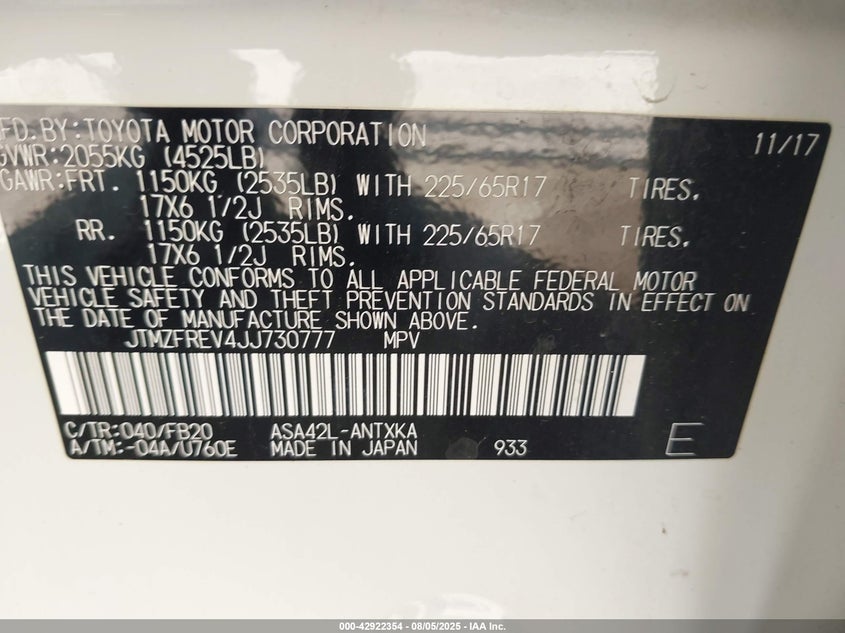 FD.BY:TOYOTA MOTOR CORPORATION 11/17
GVWR:2055KG (4525LB)
GAWR:FRT. 1150KG (2535LB) WITH 225/65R17 TIRES.
17X6 1/2J RIMS.
RR. 1150KG (2535LB) WITH 225/65R17 TIRES.
17X6 1/2J RIMS.
THIS VEHICLE CONFORMS TO ALL APPLICABLE FEDERAL MOTOR
VEHICLE SAFETY AND THEFT PREVENTION STANDARDS IN EFFECT ON
THE DATE OF MANUFACTURE SHOWN ABOVE.
JTMZFREV4JJ730777 MPV
C/TR:040/FB20 ASA42L-ANTXKA
A/TM:-04A/U760E MADE IN JAPAN 933 E
000-42922354 - 08/05/2025 - IAA Inc.